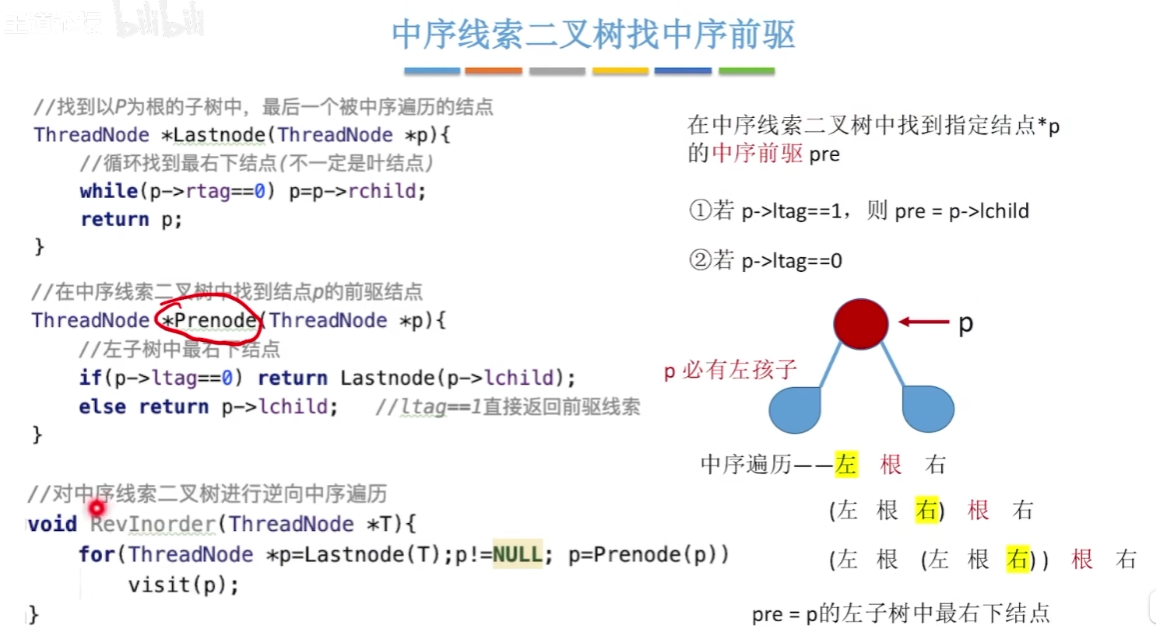 中序线索二叉树找中序前驱
//找到以P为根的子树中，最后一个被中序遍历的结点
ThreadNode *Lastnode(ThreadNode *p){
//循环找到最右下结点(不一定是叶结点)
while(p->rtag==0) p=p->rchild;
return p;
}
//在中序线索二叉树中找到结点p的前驱结点
ThreadNode *Prenode(ThreadNode *p){
//左子树中最右下结点
if(p->ltag==0) return Lastnode(p->lchild);
else return p->lchild;   //ltag==1直接返回前驱线索
}
//对中序线索二叉树进行逆向中序遍历
void RevInorder(ThreadNode *T){
for(ThreadNode *p=Lastnode(T);p!=NULL; p=Prenode(p))
visit(p);
}
在中序线索二叉树中找到指定结点*p
的中序前驱 pre
①若 p->ltag==1，则 pre = p->lchild
②若 p->ltag==0
p
p 必有左孩子
中序遍历——左 根 右
(左 根 右) 根 右
(左 根 (左 根 右)) 根 右
pre = p的左子树中最右下结点